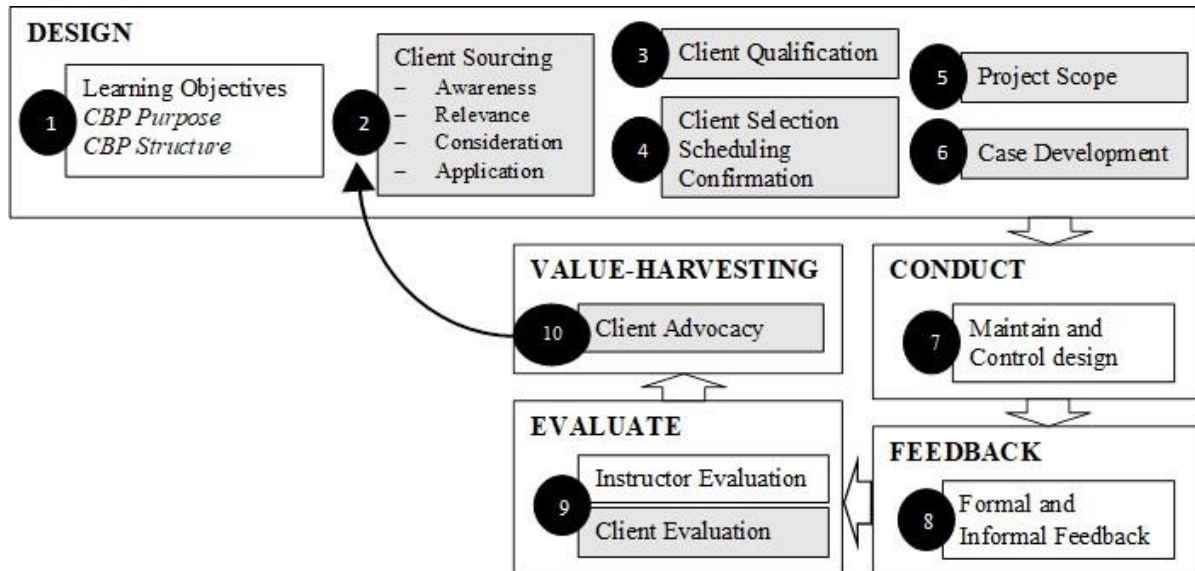 DESIGN
1
Learning Objectives
CBP Purpose
CBP Structure
2
Client Sourcing
– Awareness
– Relevance
– Consideration
– Application
3
Client Qualification
4
Client Selection
Scheduling
Confirmation
5
Project Scope
6
Case Development
CONDUCT
7
Maintain and
Control design
FEEDBACK
8
Formal and
Informal Feedback
EVALUATE
9
Instructor Evaluation
Client Evaluation
VALUE-HARVESTING
10
Client Advocacy